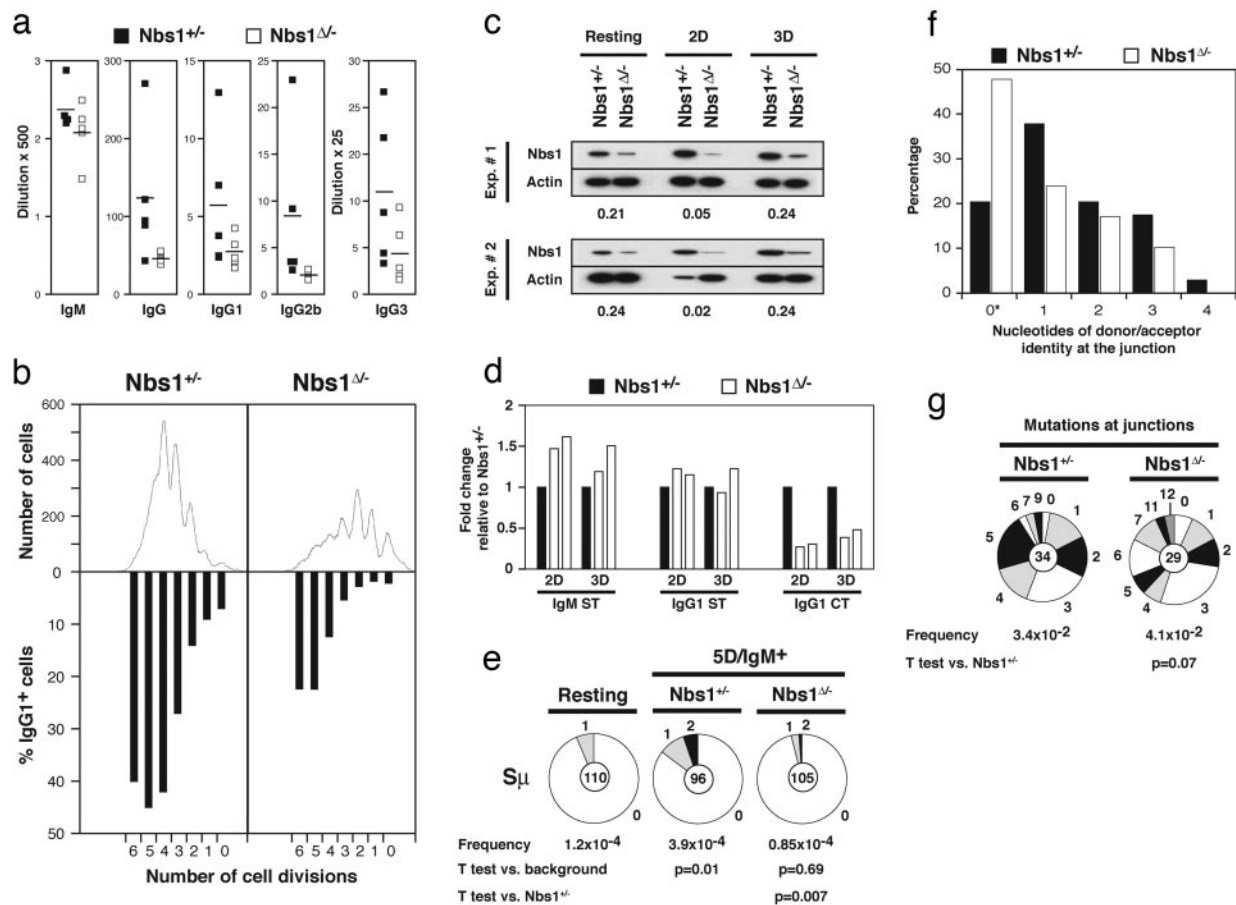 a
Nbs1+/-
Nbs1Δ/-
Dilution x 500
3
2
1
0
300
200
100
0
15
10
5
0
25
20
15
10
5
0
Dilution x 25
30
25
20
15
10
5
0
IgM
IgG
IgG1
IgG2b
IgG3
b
Nbs1+/-
Nbs1Δ/-
Number of cells
600
400
200
0
% IgG1+ cells
10
20
30
40
50
6 5 4 3 2 1 0
6 5 4 3 2 1 0
Number of cell divisions
c
Resting
2D
3D
Nbs1+/-
Nbs1Δ/-
Nbs1+/-
Nbs1Δ/-
Nbs1+/-
Nbs1Δ/-
Exp. # 1
Nbs1
Actin
0.21
0.05
0.24
Exp. # 2
Nbs1
Actin
0.24
0.02
0.24
d
Nbs1+/-
Nbs1Δ/-
Fold change
relative to Nbs1+/-
2
1.5
1
0.5
0
2D 3D
2D 3D
2D 3D
IgM ST
IgG1 ST
IgG1 CT
e
5D/IgM+
Resting
Nbs1+/-
Nbs1Δ/-
Sμ
1
110
0
1 2
96
0
1 2
105
0
Frequency 1.2x10-4 3.9x10-4 0.85x10-4
T test vs. background p=0.01 p=0.69
T test vs. Nbs1+/- p=0.007
f
Nbs1+/-
Nbs1Δ/-
Percentage
50
40
30
20
10
0
0* 1 2 3 4
Nucleotides of donor/acceptor
identity at the junction
g
Mutations at junctions
Nbs1+/-
Nbs1Δ/-
6 7 9 0
1
5
34
2
4
3
11 12 0
7
1
6
29
2
5
4
3
Frequency 3.4x10-2 4.1x10-2
T test vs. Nbs1+/- p=0.07